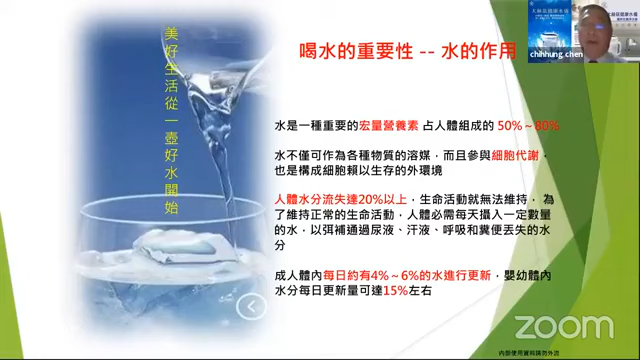 喝水的重要性 -- 水的作用
chihhung chen
美好生活從一壺好水開始
水是一種重要的宏量營養素 占人體組成的 50%~80%
水不僅可作為各種物質的溶媒，而且參與細胞代謝，
也是構成細胞賴以生存的外環境
人體水分流失達20%以上，生命活動就無法維持， 為
了維持正常的生命活動，人體必需每天攝入一定數量
的水，以弭補通過尿液、汗液、呼吸和糞便丟失的水
分
成人體內每日約有4%~6%的水進行更新，嬰幼體內
水分每日更新量可達15%左右
zoom
內部使用資料請勿外流